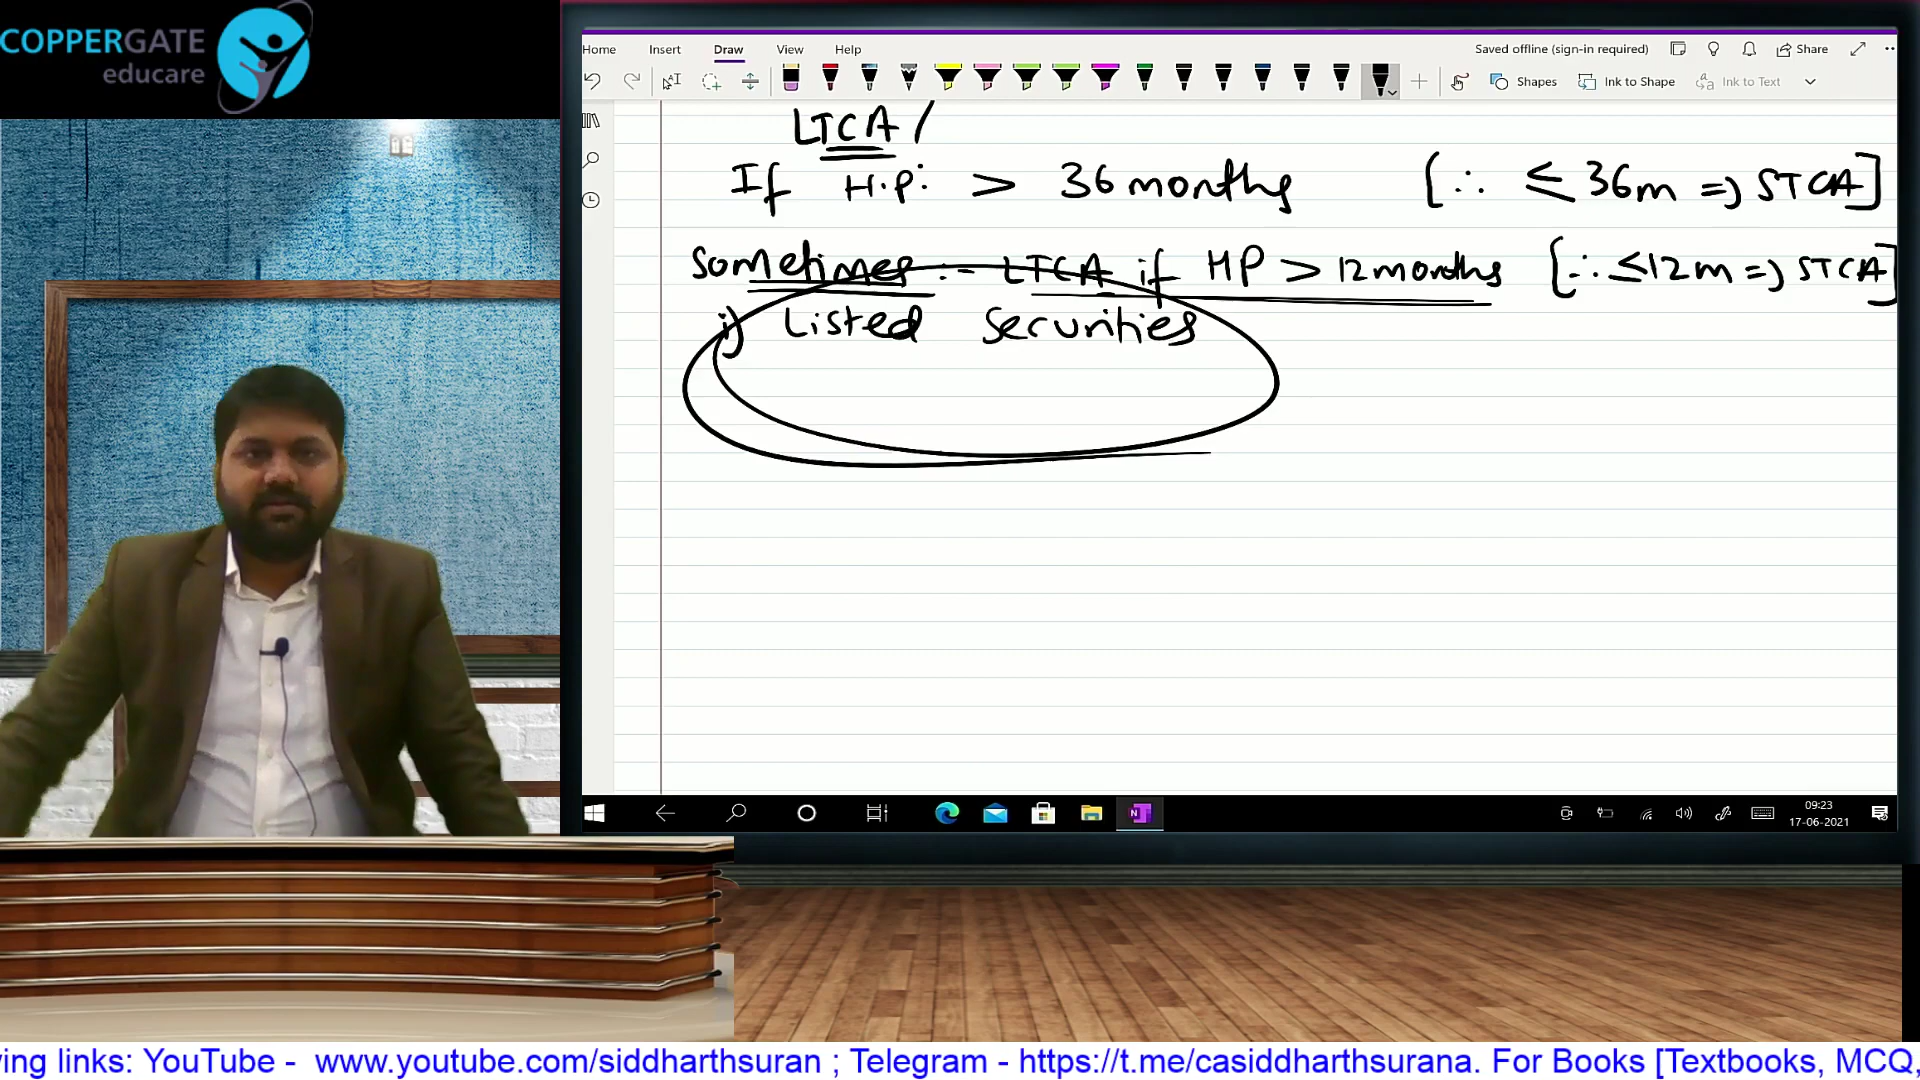 COPPERGATE
educare
Home Insert Draw View Help
Saved offline (sign-in required) Share
Shapes Ink to Shape Ink to Text
LTCA /
If H.P: > 36 months [∴ ≤ 36m => STCA]
Sometimes :- LTCA if HP > 12 months [∴ ≤12m => STCA]
i) Listed Securities
09:23
17-06-2021
ving links: YouTube - www.youtube.com/siddharthsuran ; Telegram - https://t.me/casiddharthsurana. For Books [Textbooks, MCQ,